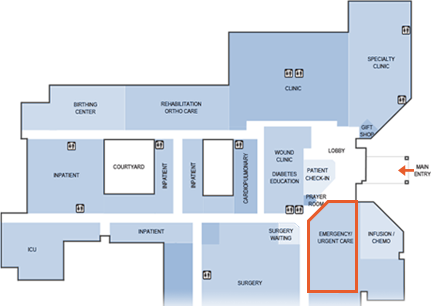 SPECIALTY
CLINIC
CLINIC
BIRTHING
CENTER
REHABILITATION
ORTHO CARE
GIFT
SHOP
LOBBY
WOUND
CLINIC
DIABETES
EDUCATION
PATIENT
CHECK-IN
PRAYER
ROOM
MAIN
ENTRY
INPATIENT
COURTYARD
INPATIENT
INPATIENT
CARDIOPULMONARY
ICU
INPATIENT
SURGERY
WAITING
EMERGENCY/
URGENT CARE
INFUSION /
CHEMO
SURGERY